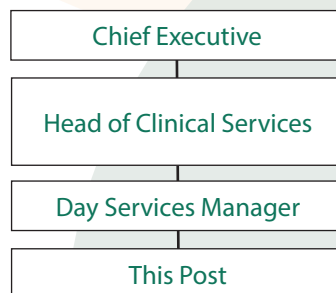 Chief Executive
Head of Clinical Services
Day Services Manager
This Post